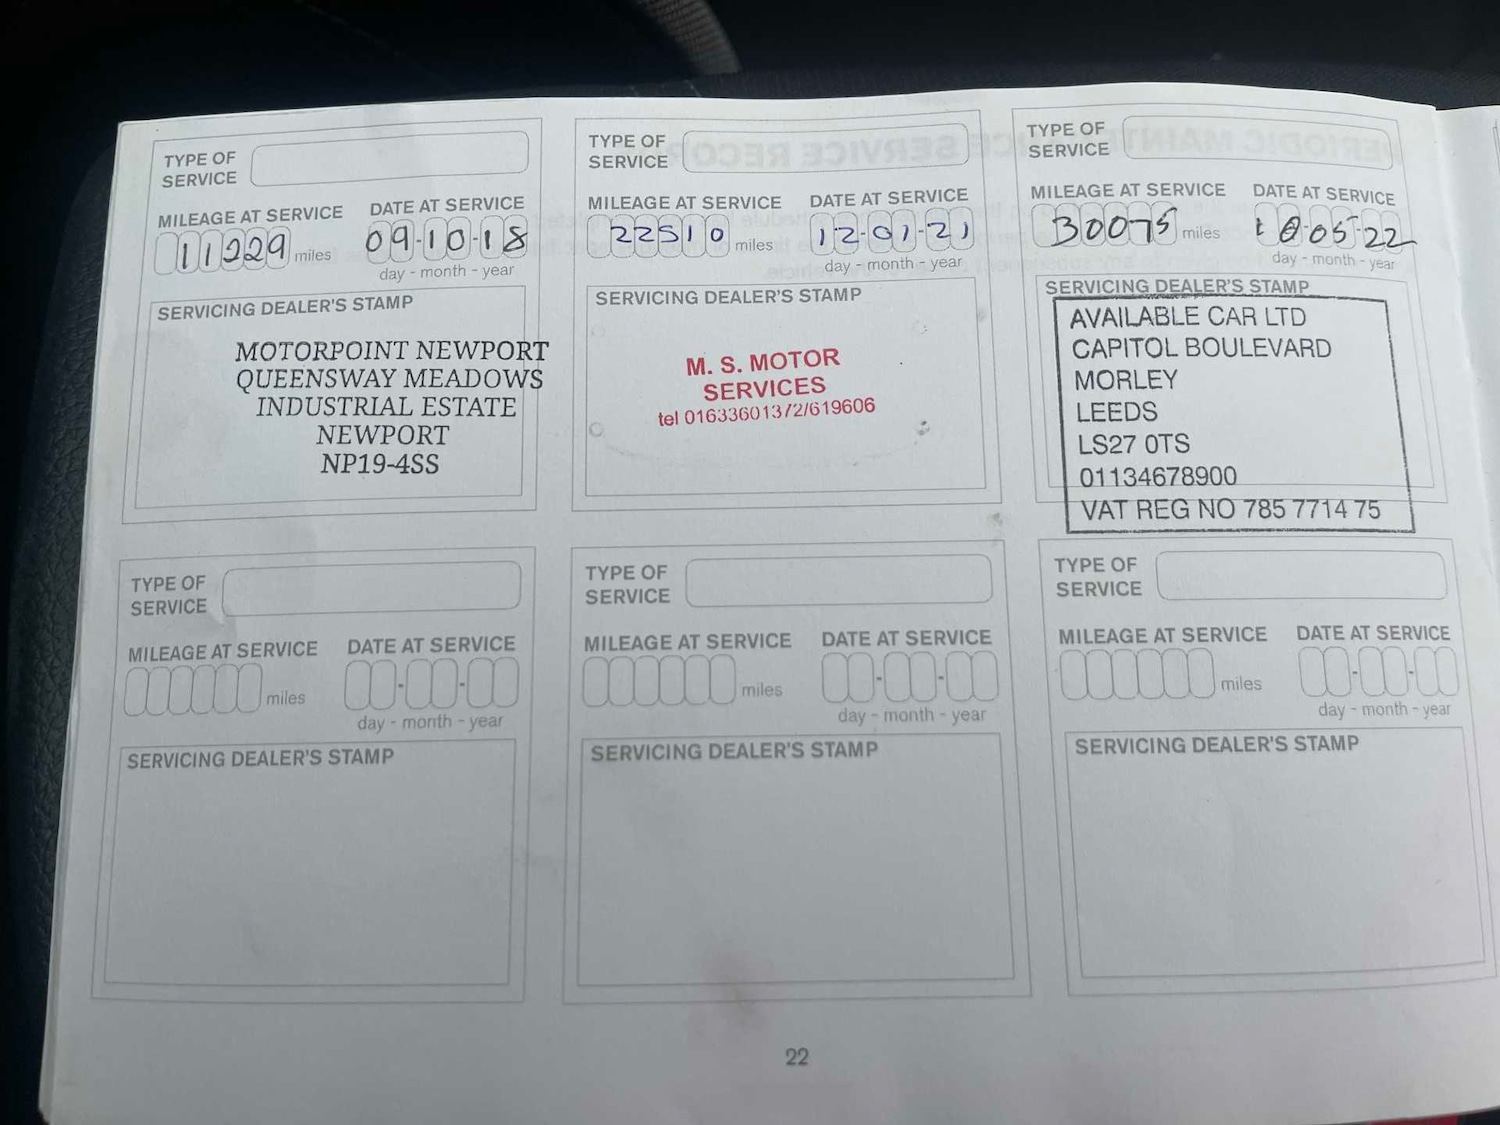 TYPE OF
SERVICE
MILEAGE AT SERVICE
DATE AT SERVICE
11229 miles
09-10-18
day - month - year
SERVICING DEALER'S STAMP
MOTORPOINT NEWPORT
QUEENSWAY MEADOWS
INDUSTRIAL ESTATE
NEWPORT
NP19-4SS
TYPE OF
SERVICE
MILEAGE AT SERVICE
DATE AT SERVICE
22510 miles
12-01-21
day - month - year
SERVICING DEALER'S STAMP
M. S. MOTOR
SERVICES
tel 01633601372/619606
TYPE OF
SERVICE
MILEAGE AT SERVICE
DATE AT SERVICE
30075 miles
18-05-22
day - month - year
SERVICING DEALER'S STAMP
AVAILABLE CAR LTD
CAPITOL BOULEVARD
MORLEY
LEEDS
LS27 0TS
01134678900
VAT REG NO 785 7714 75
TYPE OF
SERVICE
MILEAGE AT SERVICE
DATE AT SERVICE
miles
day - month - year
SERVICING DEALER'S STAMP
TYPE OF
SERVICE
MILEAGE AT SERVICE
DATE AT SERVICE
miles
day - month - year
SERVICING DEALER'S STAMP
TYPE OF
SERVICE
MILEAGE AT SERVICE
DATE AT SERVICE
miles
day - month - year
SERVICING DEALER'S STAMP
22